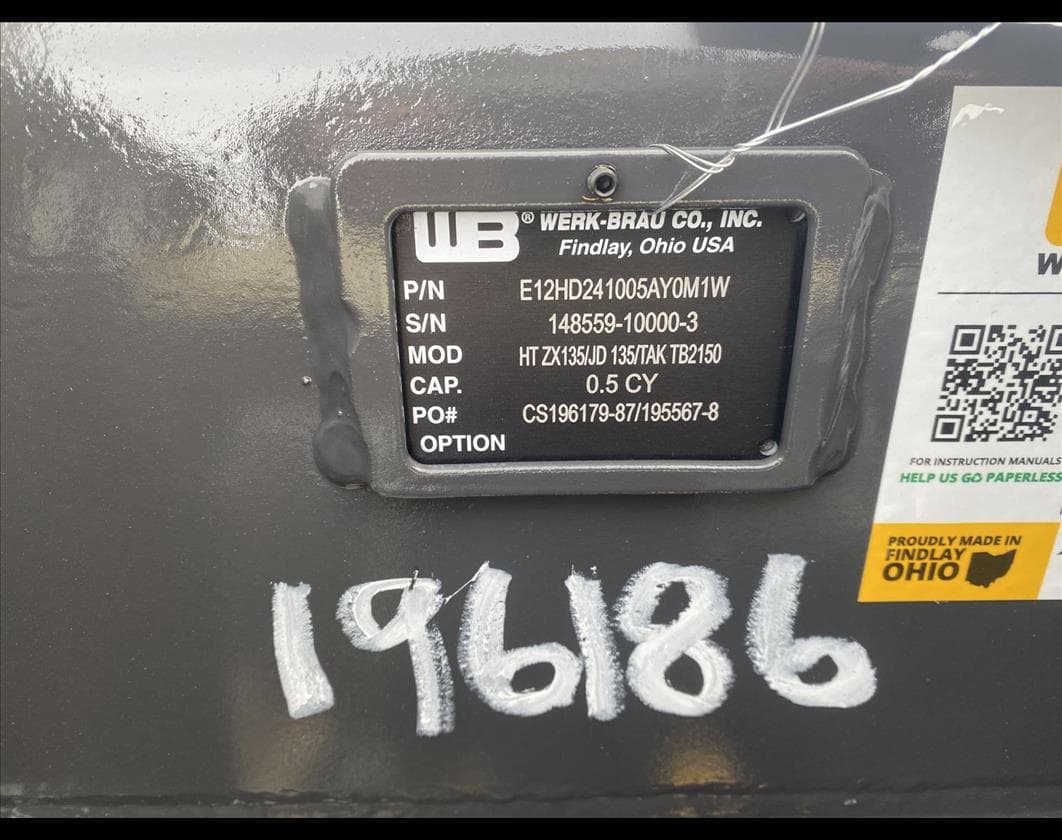 WB® WERK-BRAU CO., INC.
Findlay, Ohio USA
P/N E12HD241005AY0M1W
S/N 148559-10000-3
MOD HT ZX135/JD 135/TAK TB2150
CAP. 0.5 CY
PO# CS196179-87/195567-8
OPTION
196186
W
FOR INSTRUCTION MANUALS
HELP US GO PAPERLESS
PROUDLY MADE IN
FINDLAY
OHIO